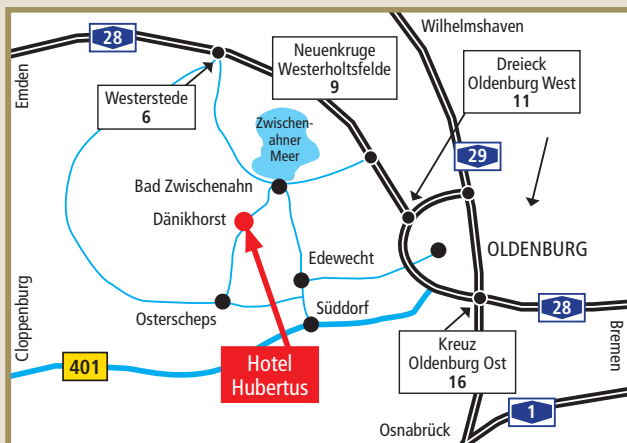 28
Emden
Wilhelmshaven
Neuenkruge
Westerholtsfelde
9
Dreieck
Oldenburg West
11
Westerstede
6
Zwischen-
ahner
Meer
29
Bad Zwischenahn
Dänikhorst
Edewecht
OLDENBURG
Osterscheps
Süddorf
28
Cloppenburg
401
Hotel
Hubertus
Kreuz
Oldenburg Ost
16
Bremen
1
Osnabrück